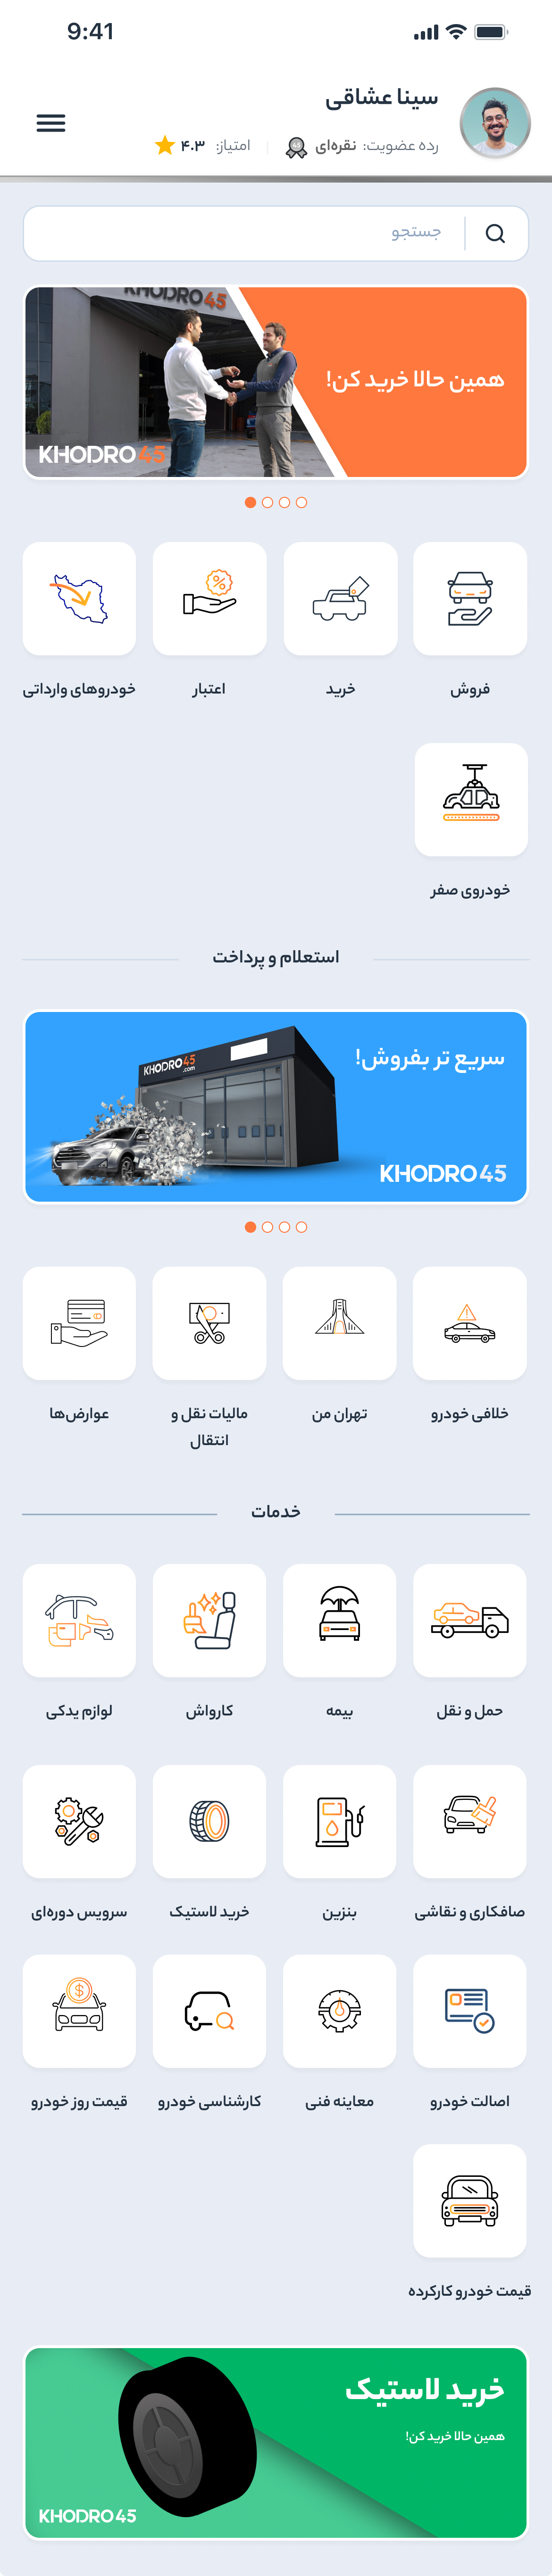 9:41
سینا عشاقی
رده عضویت: نقره‌ای | امتیاز: ۴.۳
جستجو
KHODRO45
همین حالا خرید کن!
KHODRO45
فروش
خرید
اعتبار
خودروهای وارداتی
خودروی صفر
استعلام و پرداخت
سریع تر بفروش!
KHODRO45
.com
KHODRO45
خلافی خودرو
تهران من
مالیات نقل و
انتقال
عوارض‌ها
خدمات
حمل و نقل
بیمه
کارواش
لوازم یدکی
صافکاری و نقاشی
بنزین
خرید لاستیک
سرویس دوره‌ای
اصالت خودرو
معاینه فنی
کارشناسی خودرو
قیمت روز خودرو
قیمت خودرو کارکرده
خرید لاستیک
همین حالا خرید کن!
KHODRO45